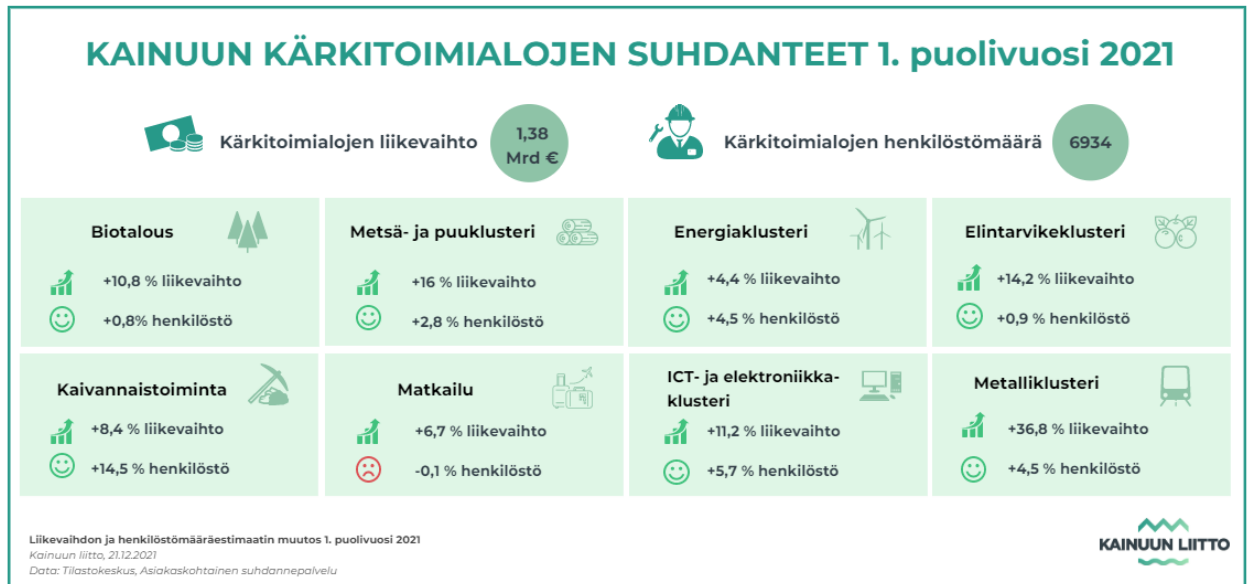 KAINUUN KÄRKITOIMIALOJEN SUHDANTEET 1. puolivuosi 2021
Kärkitoimialojen liikevaihto
1,38
Mrd €
Kärkitoimialojen henkilöstömäärä
6934
Biotalous
+10,8 % liikevaihto
+0,8% henkilöstö
Metsä- ja puuklusteri
+16 % liikevaihto
+2,8 % henkilöstö
Energiaklusteri
+4,4 % liikevaihto
+4,5 % henkilöstö
Elintarvikeklusteri
+14,2 % liikevaihto
+0,9 % henkilöstö
Kaivannaistoiminta
+8,4 % liikevaihto
+14,5 % henkilöstö
Matkailu
+6,7 % liikevaihto
-0,1 % henkilöstö
ICT- ja elektroniikka-
klusteri
+11,2 % liikevaihto
+5,7 % henkilöstö
Metalliklusteri
+36,8 % liikevaihto
+4,5 % henkilöstö
Liikevaihdon ja henkilöstömääräestimaatin muutos 1. puolivuosi 2021
Kainuun liitto, 21.12.2021
Data: Tilastokeskus, Asiakaskohtainen suhdannepalvelu
KAINUUN LIITTO